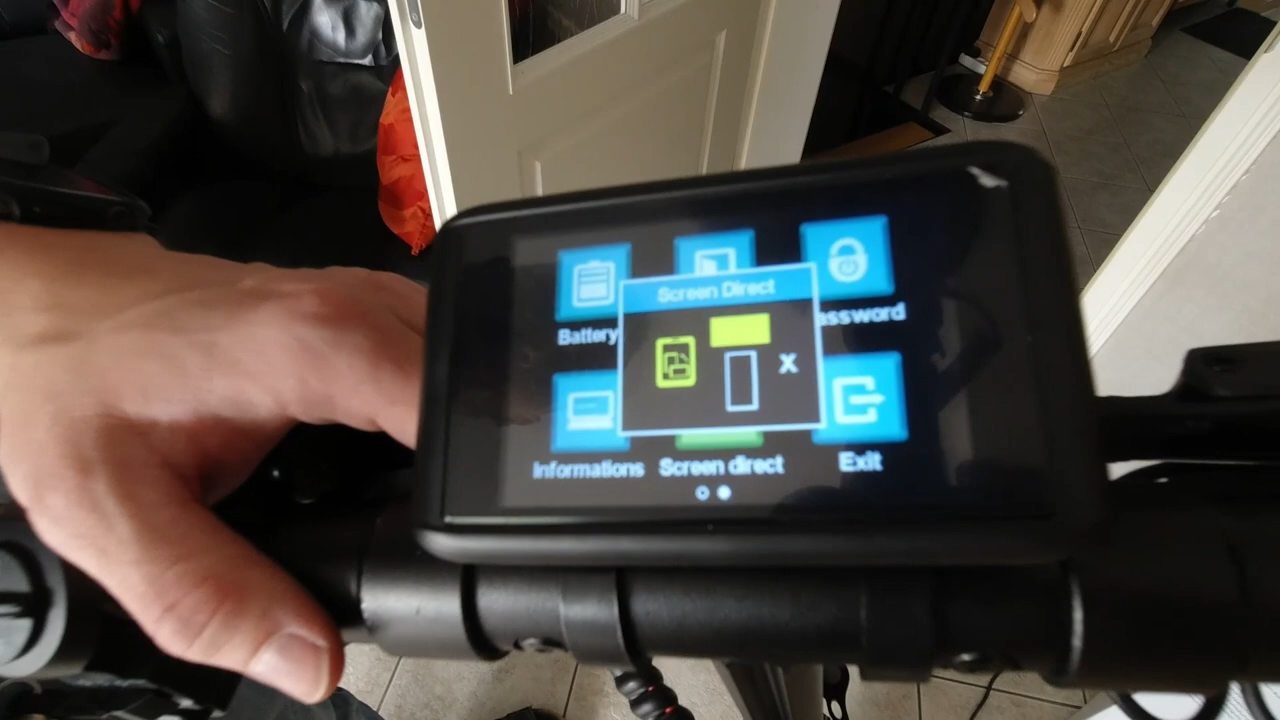 Screen Direct
Battery
assword
X
Informations
Screen direct
Exit